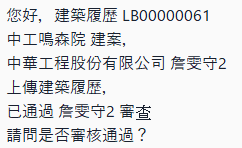 您好，建築履歷 LB00000061
中工鳴森院 建案，
中華工程股份有限公司 詹雯守2
上傳建築履歷，
已通過 詹雯守2 審查
請問是否審核通過？